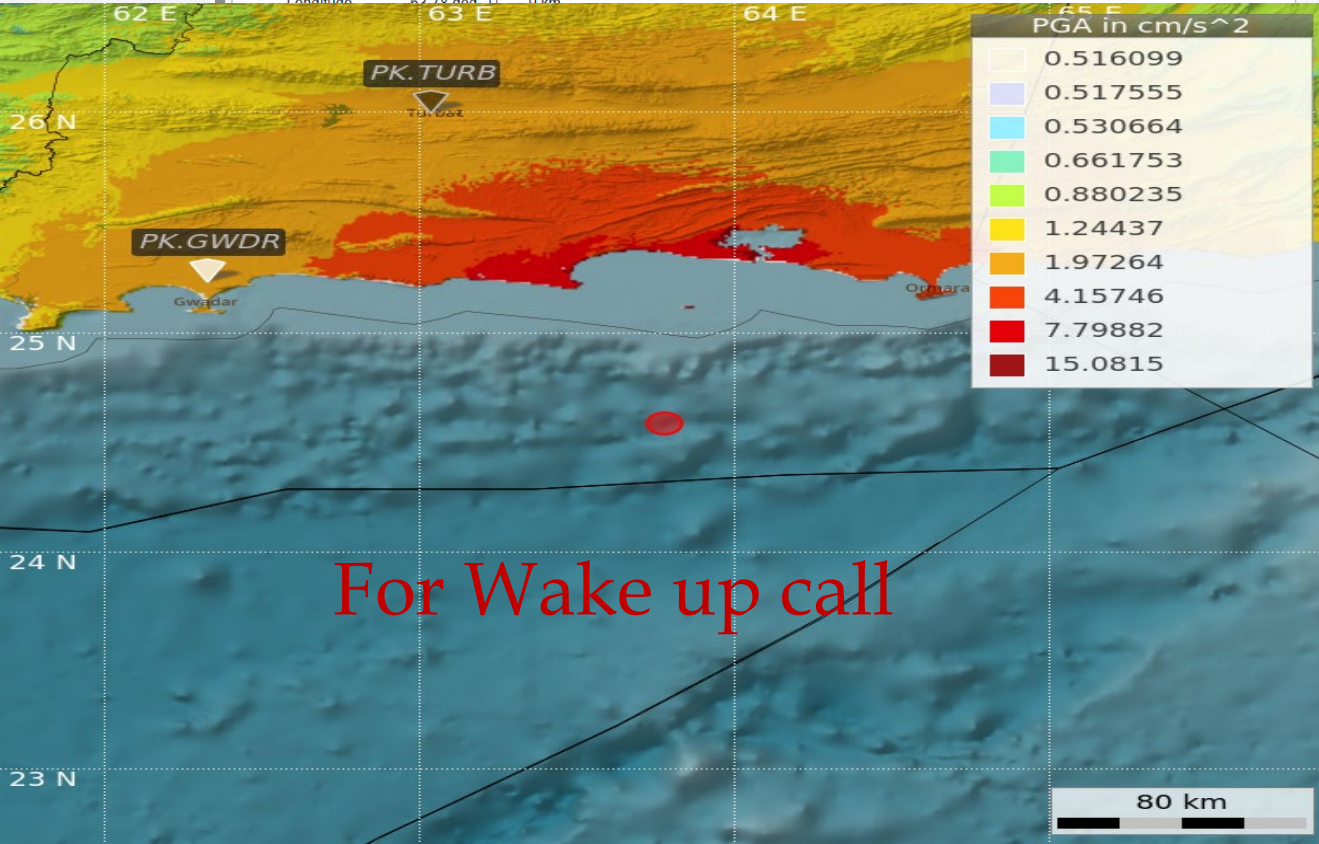 62 E
63 E
64 E
65 E
PGA in cm/s^2
0.516099
0.517555
0.530664
0.661753
0.880235
1.24437
1.97264
4.15746
7.79882
15.0815
PK.TURB
Turbat
26 N
PK.GWDR
Gwadar
Ormara
25 N
24 N
For Wake up call
23 N
80 km